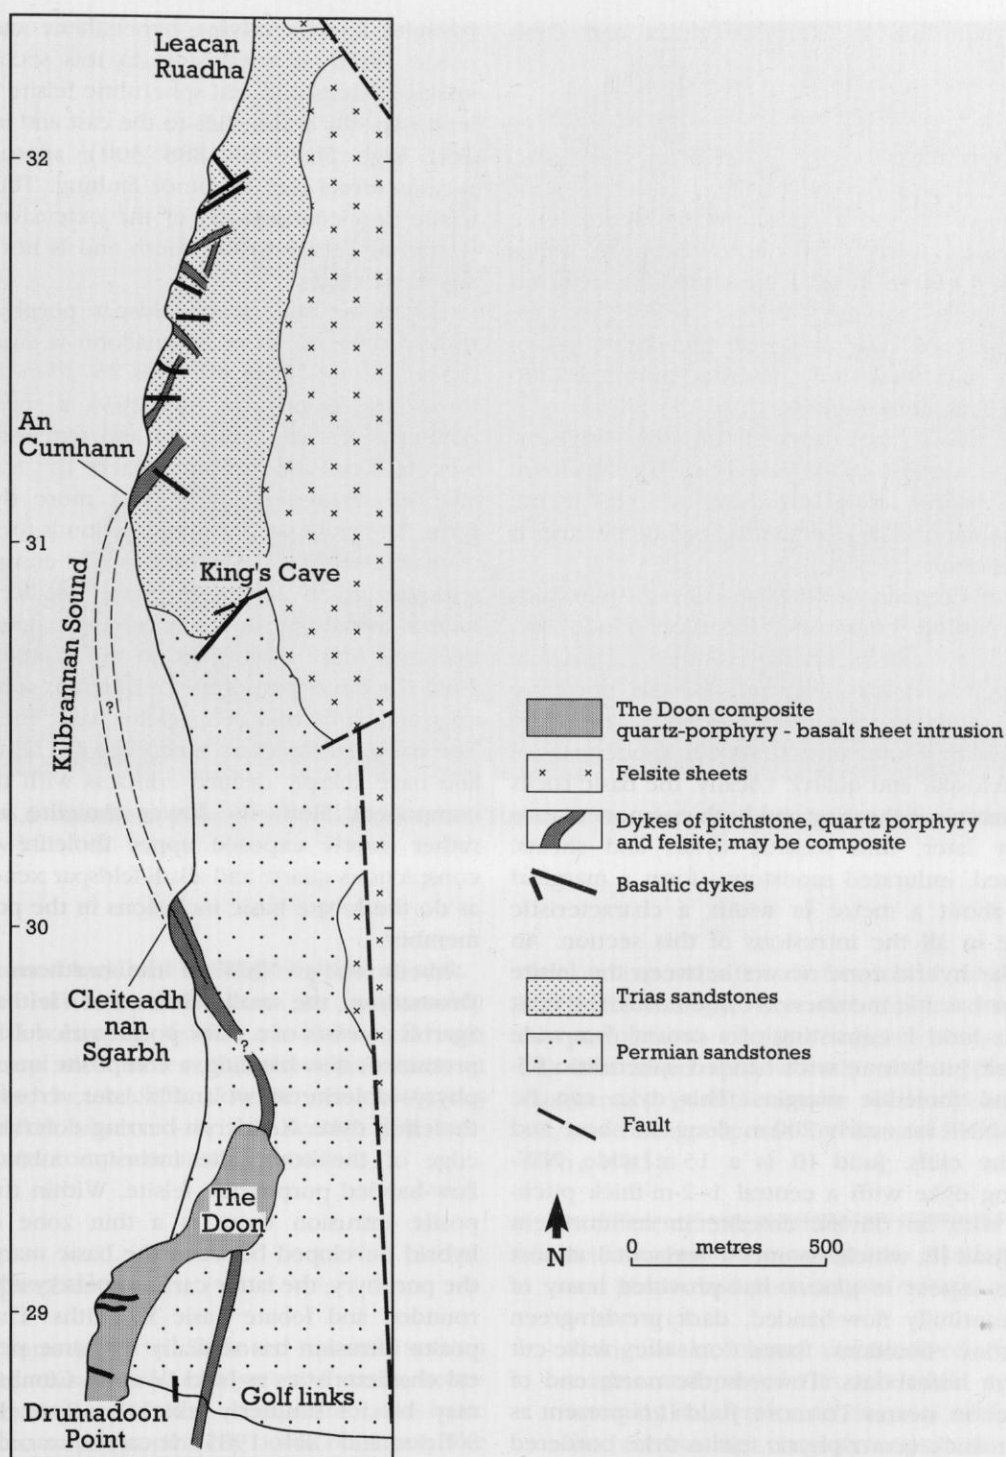 Leacan
Ruadha
32
An
Cumhann
31
King's Cave
Kilbrannan Sound
?
30
Cleiteadh
nan
Sgarbh
?
The
Doon
29
Golf links
Drumadoon
Point
The Doon composite
quartz-porphyry - basalt sheet intrusion
Felsite sheets
Dykes of pitchstone, quartz porphyry
and felsite; may be composite
Basaltic dykes
Trias sandstones
Permian sandstones
Fault
N
0 metres 500